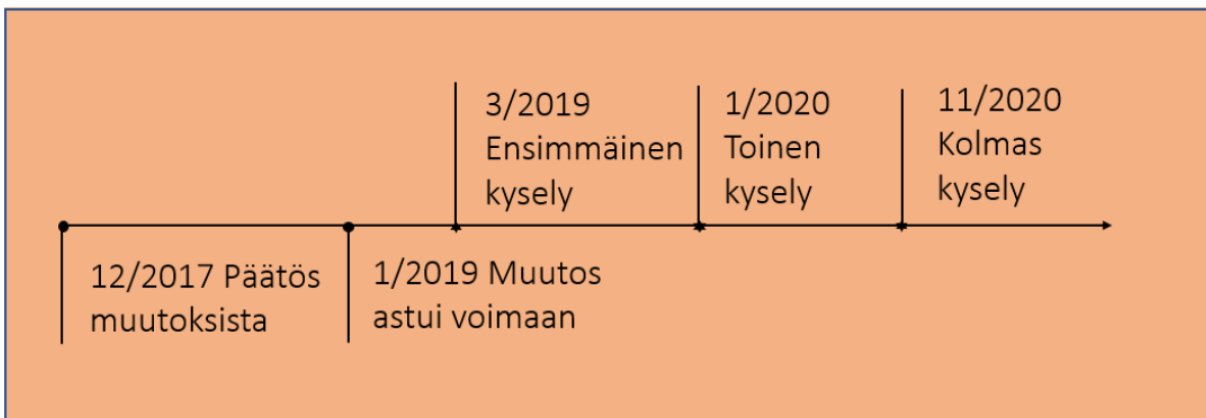 3/2019
Ensimmäinen
kysely
1/2020
Toinen
kysely
11/2020
Kolmas
kysely
12/2017 Päätös
muutoksista
1/2019 Muutos
astui voimaan